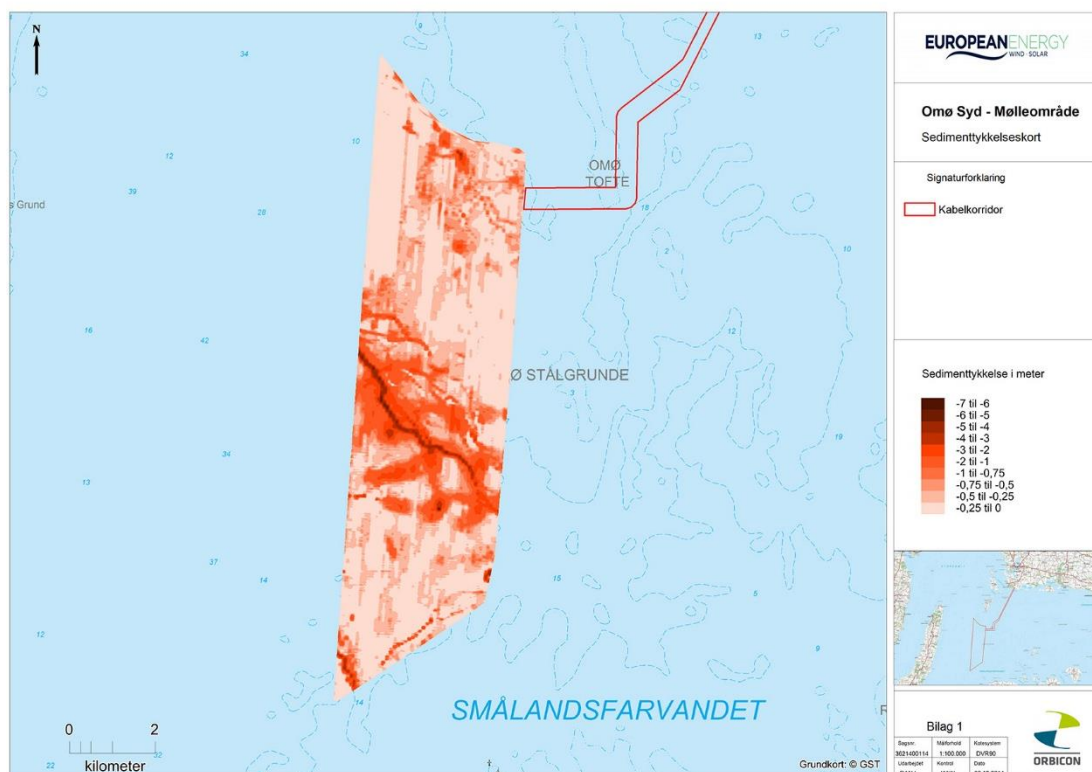 N
9
34
13
10
12
39
28
s Grund
OMØ
TOFTE
18
2
10
16
42
12
Ø STÅLGRUNDE
3
19
34
13
37
14
15
12
9
14
SMÅLANDSFARVANDET
R
0 2
22
32
kilometer
Grundkort: © GST
EUROPEANENERGY
WIND · SOLAR
Omø Syd - Mølleområde
Sedimenttykkelseskort
Signaturforklaring
Kabelkorridor
Sedimenttykkelse i meter
-7 til -6
-6 til -5
-5 til -4
-4 til -3
-3 til -2
-2 til -1
-1 til -0,75
-0,75 til -0,5
-0,5 til -0,25
-0,25 til 0
Bilag 1
Sagsnr. Målforhold Kotesystem
3621400114 1:100.000 DVR90
Udarbejdet Kontrol Dato
ORBICON